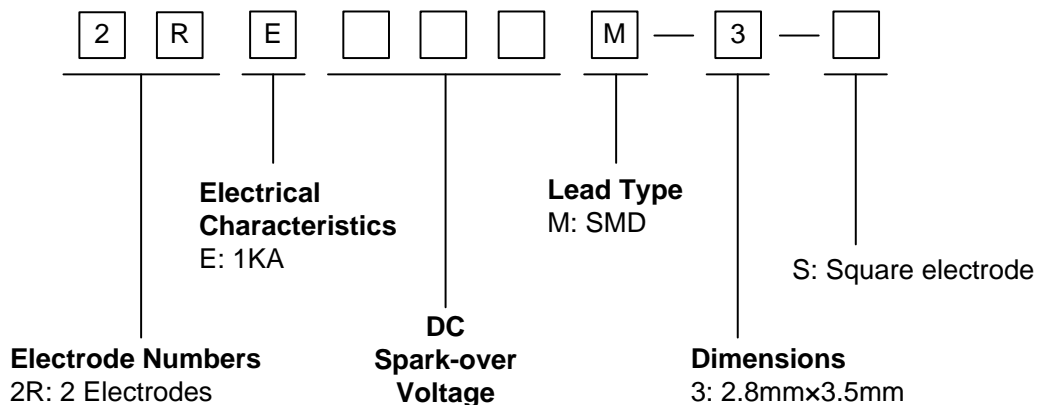 2 R E M — 3 —
Electrical
Characteristics
E: 1KA
Lead Type
M: SMD
S: Square electrode
Electrode Numbers
2R: 2 Electrodes
DC
Spark-over
Voltage
Dimensions
3: 2.8mm×3.5mm